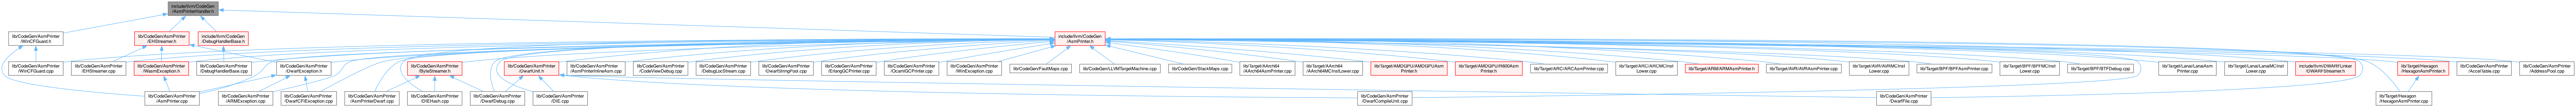 include/llvm/CodeGen
/AsmPrinterHandler.h
lib/CodeGen/AsmPrinter
/WinCFGuard.h
lib/CodeGen/AsmPrinter
/EHStreamer.h
include/llvm/CodeGen
/DebugHandlerBase.h
include/llvm/CodeGen
/AsmPrinter.h
lib/CodeGen/AsmPrinter
/WinCFGuard.cpp
lib/CodeGen/AsmPrinter
/EHStreamer.cpp
lib/CodeGen/AsmPrinter
/WasmException.h
lib/CodeGen/AsmPrinter
/DebugHandlerBase.cpp
lib/CodeGen/AsmPrinter
/DwarfException.h
lib/CodeGen/AsmPrinter
/ByteStreamer.h
lib/CodeGen/AsmPrinter
/DwarfUnit.h
lib/CodeGen/AsmPrinter
/AsmPrinterInlineAsm.cpp
lib/CodeGen/AsmPrinter
/CodeViewDebug.cpp
lib/CodeGen/AsmPrinter
/DebugLocStream.cpp
lib/CodeGen/AsmPrinter
/DwarfStringPool.cpp
lib/CodeGen/AsmPrinter
/ErlangGCPrinter.cpp
lib/CodeGen/AsmPrinter
/OcamlGCPrinter.cpp
lib/CodeGen/AsmPrinter
/WinException.cpp
lib/CodeGen/FaultMaps.cpp
lib/CodeGen/LLVMTargetMachine.cpp
lib/CodeGen/StackMaps.cpp
lib/Target/AArch64
/AArch64AsmPrinter.cpp
lib/Target/AArch64
/AArch64MCInstLower.cpp
lib/Target/AMDGPU/AMDGPUAsm
Printer.h
lib/Target/AMDGPU/R600Asm
Printer.h
lib/Target/ARC/ARCAsmPrinter.cpp
lib/Target/ARC/ARCMCInst
Lower.cpp
lib/Target/ARM/ARMAsmPrinter.h
lib/Target/AVR/AVRAsmPrinter.cpp
lib/Target/AVR/AVRMCInst
Lower.cpp
lib/Target/BPF/BPFAsmPrinter.cpp
lib/Target/BPF/BPFMCInst
Lower.cpp
lib/Target/BPF/BTFDebug.cpp
lib/Target/Lanai/LanaiAsm
Printer.cpp
lib/Target/Lanai/LanaiMCInst
Lower.cpp
include/llvm/DWARFLinker
/DWARFStreamer.h
lib/Target/Hexagon
/HexagonAsmPrinter.h
lib/CodeGen/AsmPrinter
/AccelTable.cpp
lib/CodeGen/AsmPrinter
/AddressPool.cpp
lib/CodeGen/AsmPrinter
/AsmPrinter.cpp
lib/CodeGen/AsmPrinter
/ARMException.cpp
lib/CodeGen/AsmPrinter
/DwarfCFIException.cpp
lib/CodeGen/AsmPrinter
/AsmPrinterDwarf.cpp
lib/CodeGen/AsmPrinter
/DIEHash.cpp
lib/CodeGen/AsmPrinter
/DwarfDebug.cpp
lib/CodeGen/AsmPrinter
/DIE.cpp
lib/CodeGen/AsmPrinter
/DwarfCompileUnit.cpp
lib/CodeGen/AsmPrinter
/DwarfFile.cpp
lib/Target/Hexagon
/HexagonAsmPrinter.cpp